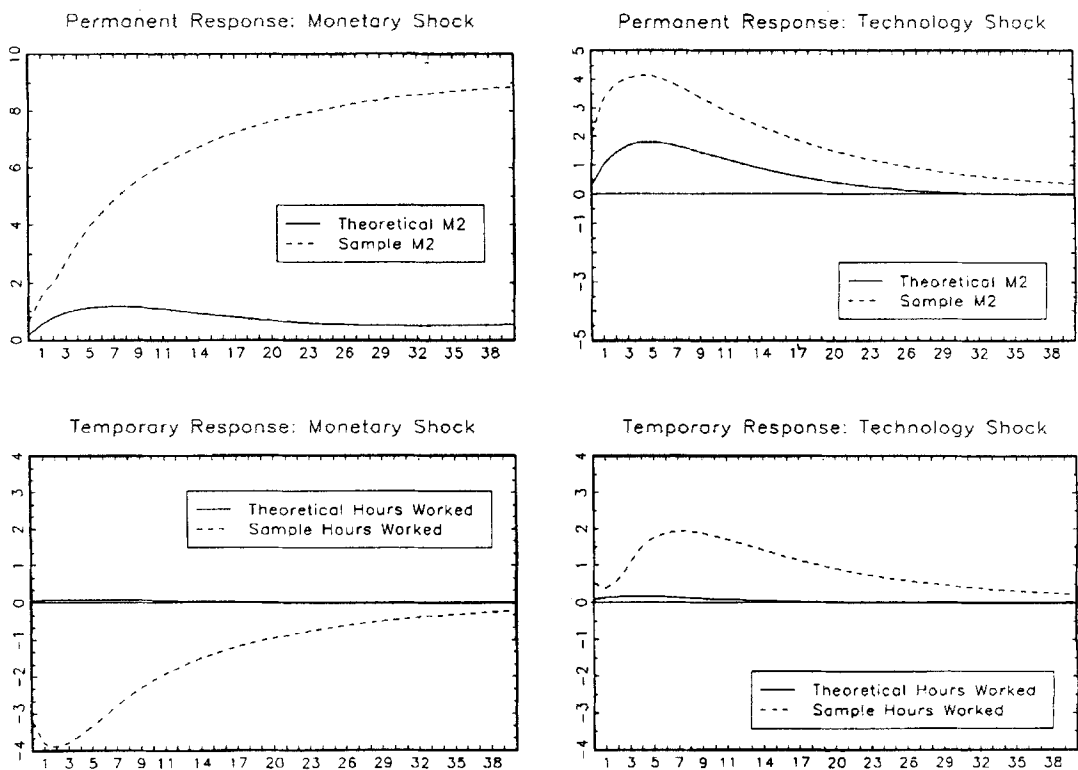 Permanent Response: Monetary Shock
10
8
6
4
2
0
Theoretical M2
Sample M2
1 3 5 7 9 11 14 17 20 23 26 29 32 35 38
Permanent Response: Technology Shock
5
4
3
2
1
0
-1
-3
-5
Theoretical M2
Sample M2
1 3 5 7 9 11 14 17 20 23 26 29 32 35 38
Temporary Response: Monetary Shock
4
3
2
1
0
-1
-2
-3
-4
Theoretical Hours Worked
Sample Hours Worked
1 3 5 7 9 11 14 17 20 23 26 29 32 35 38
Temporary Response: Technology Shock
4
3
2
1
0
-1
-2
-3
-4
Theoretical Hours Worked
Sample Hours Worked
1 3 5 7 9 11 14 17 20 23 26 29 32 35 38